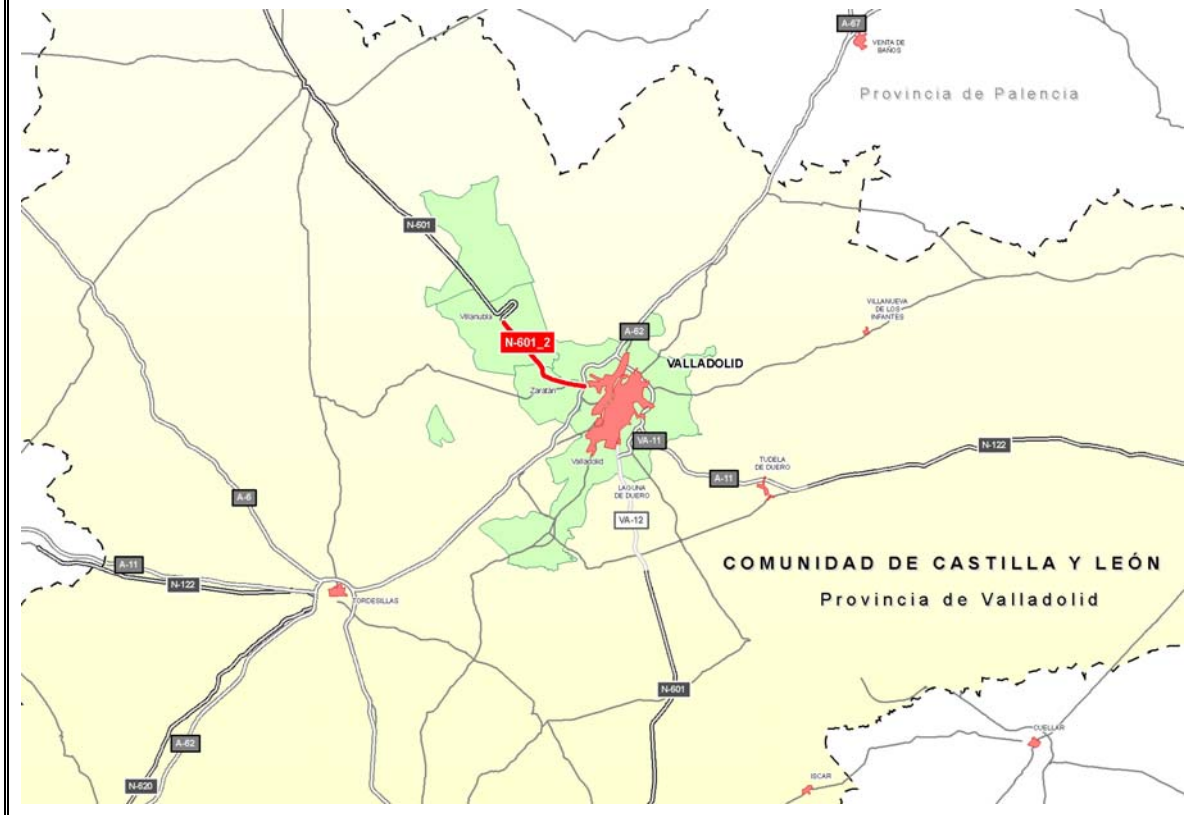 A-67
VENTA DE
BAÑOS
Provincia de Palencia
N-601
VILLANUEVA
DE LOS
INFANTES
Villanubla
N-601_2
A-62
VALLADOLID
Zaratán
VA-11
N-122
Valladolid
TUDELA
DE DUERO
A-11
LAGUNA
DE DUERO
A-6
VA-12
COMUNIDAD DE CASTILLA Y LEÓN
A-11
N-122
TORDESILLAS
Provincia de Valladolid
N-601
CUELLAR
A-62
ISCAR
N-620